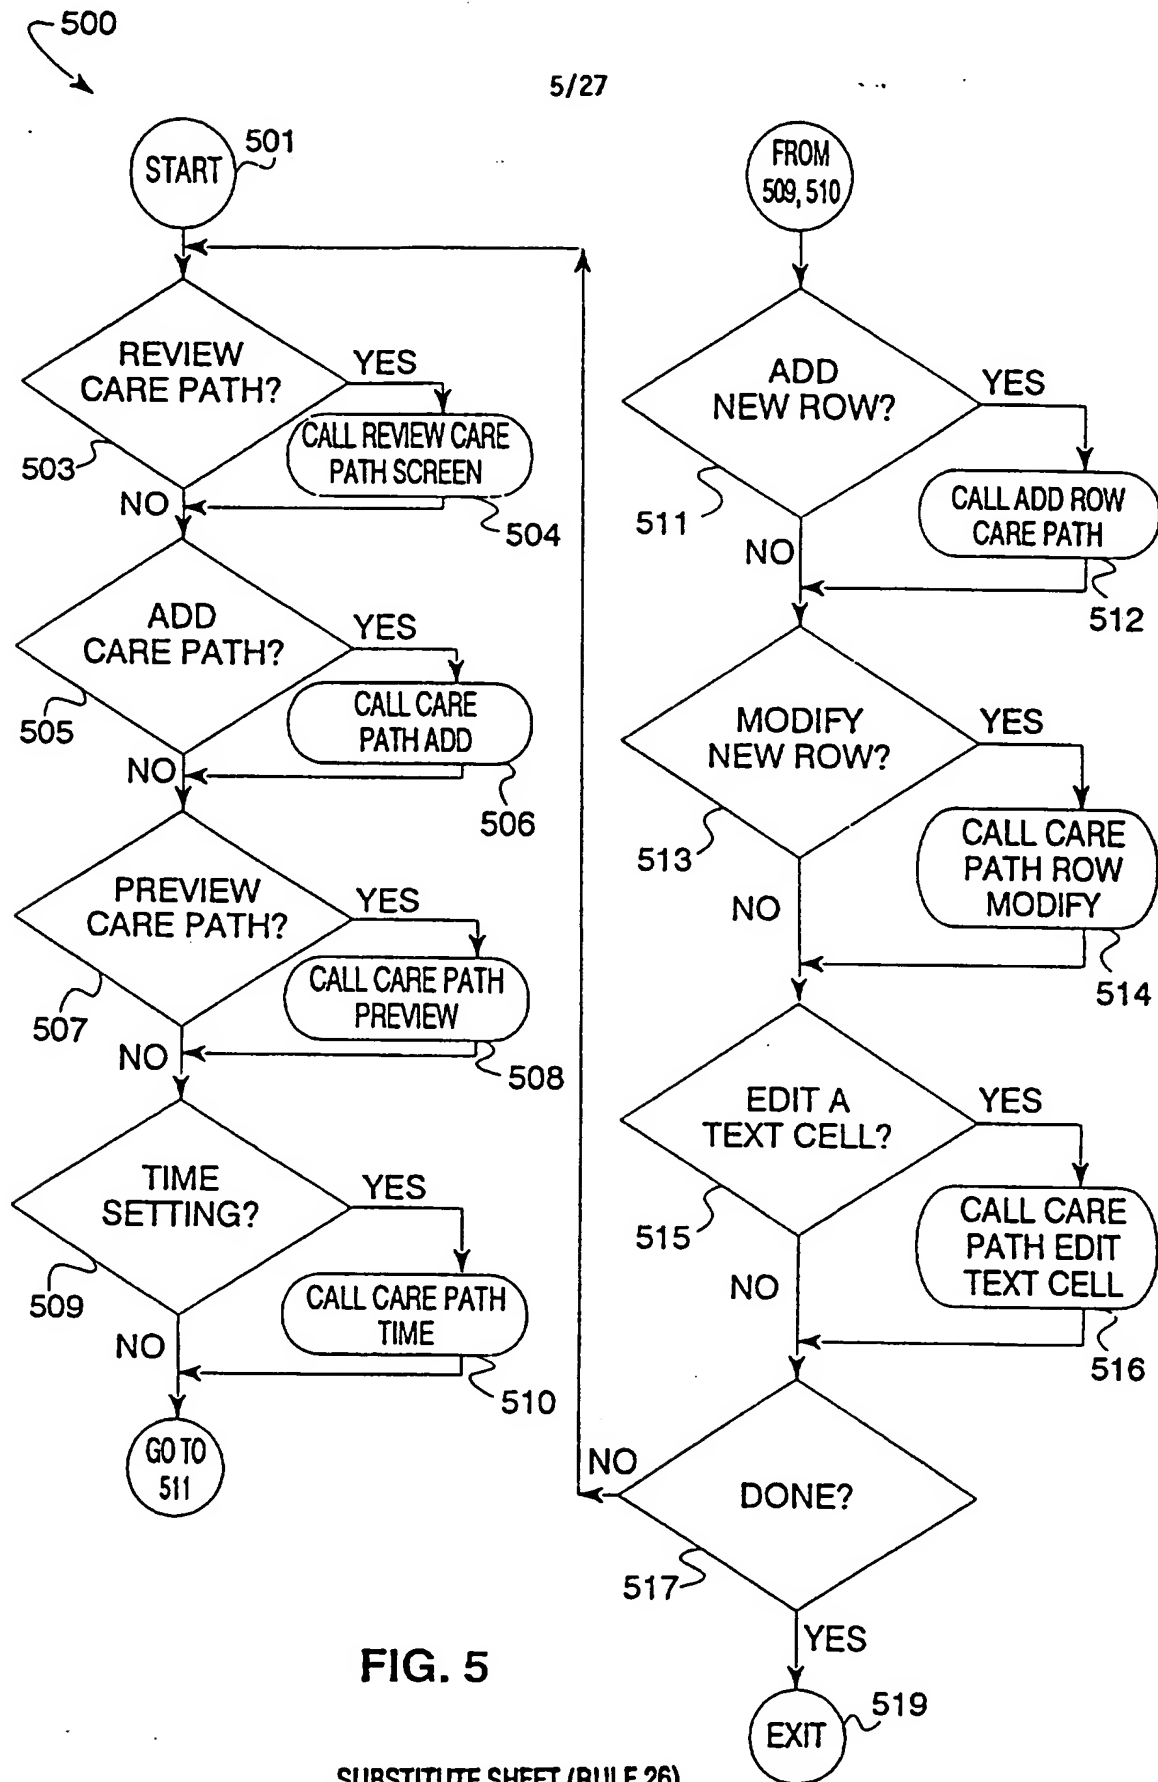 500
5/27
START
501
REVIEW
CARE PATH?
YES
503
CALL REVIEW CARE
PATH SCREEN
NO
504
ADD
CARE PATH?
YES
505
CALL CARE
PATH ADD
NO
506
PREVIEW
CARE PATH?
YES
507
CALL CARE PATH
PREVIEW
NO
508
TIME
SETTING?
YES
509
CALL CARE PATH
TIME
NO
510
GO TO
511
FROM
509, 510
ADD
NEW ROW?
YES
511
CALL ADD ROW
CARE PATH
NO
512
MODIFY
NEW ROW?
YES
513
CALL CARE
PATH ROW
MODIFY
NO
514
EDIT A
TEXT CELL?
YES
515
CALL CARE
PATH EDIT
TEXT CELL
NO
516
NO
DONE?
517
YES
EXIT
519
FIG. 5
SUBSTITUTE SHEET (RULE 26)